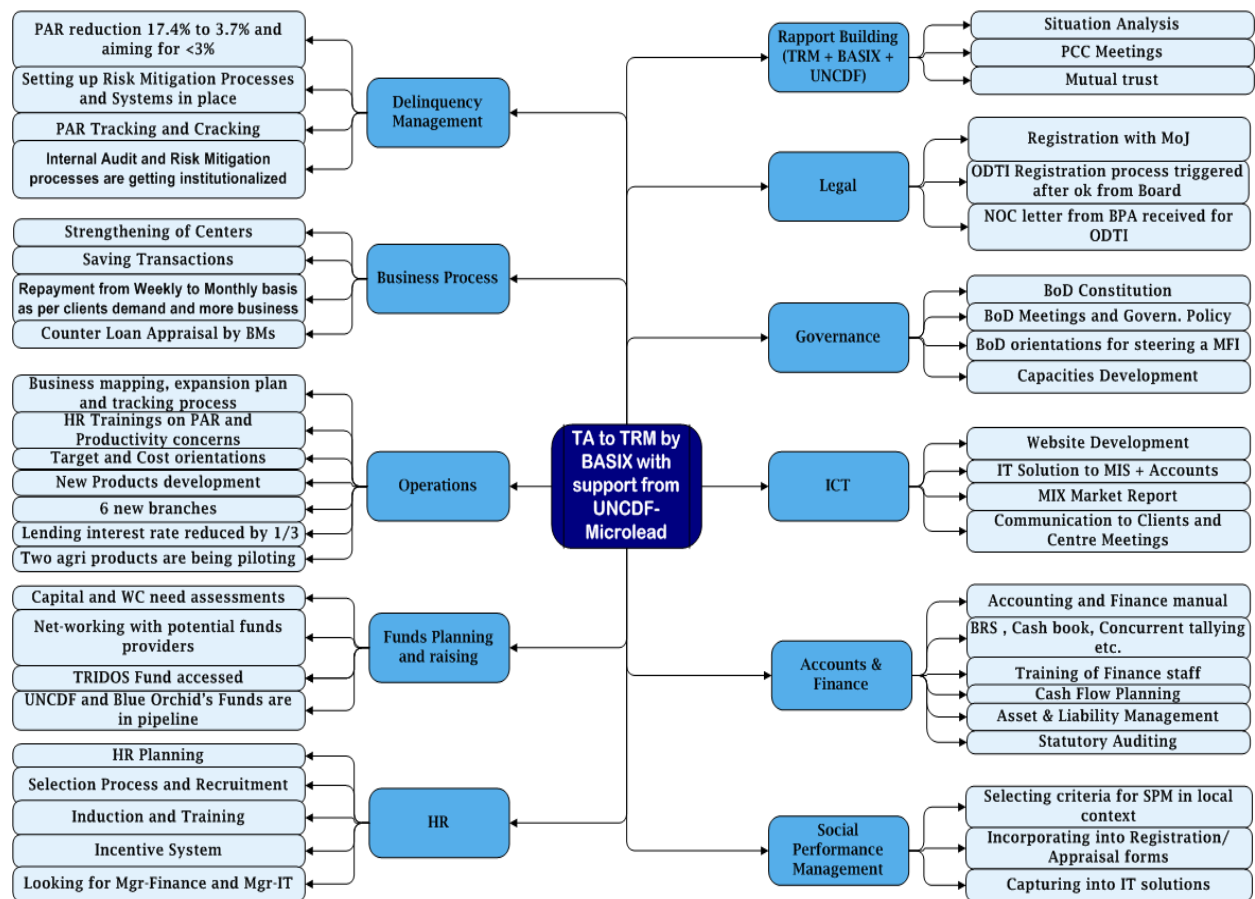 PAR reduction 17.4% to 3.7% and
aiming for <3%
Setting up Risk Mitigation Processes
and Systems in place
PAR Tracking and Cracking
Internal Audit and Risk Mitigation
processes are getting institutionalized
Delinquency
Management
Strengthening of Centers
Saving Transactions
Repayment from Weekly to Monthly basis
as per clients demand and more business
Counter Loan Appraisal by BMs
Business Process
Business mapping, expansion plan
and tracking process
HR Trainings on PAR and
Productivity concerns
Target and Cost orientations
New Products development
6 new branches
Lending interest rate reduced by 1/3
Two agri products are being piloting
Operations
Capital and WC need assessments
Net-working with potential funds
providers
TRIDOS Fund accessed
UNCDF and Blue Orchid's Funds are
in pipeline
Funds Planning
and raising
HR Planning
Selection Process and Recruitment
Induction and Training
Incentive System
Looking for Mgr-Finance and Mgr-IT
HR
TA to TRM by
BASIX with
support from
UNCDF-
Microlead
Rapport Building
(TRM + BASIX +
UNCDF)
Situation Analysis
PCC Meetings
Mutual trust
Legal
Registration with MoJ
ODTI Registration process triggered
after ok from Board
NOC letter from BPA received for
ODTI
Governance
BoD Constitution
BoD Meetings and Govern. Policy
BoD orientations for steering a MFI
Capacities Development
ICT
Website Development
IT Solution to MIS + Accounts
MIX Market Report
Communication to Clients and
Centre Meetings
Accounts &
Finance
Accounting and Finance manual
BRS , Cash book, Concurrent tallying
etc.
Training of Finance staff
Cash Flow Planning
Asset & Liability Management
Statutory Auditing
Social
Performance
Management
Selecting criteria for SPM in local
context
Incorporating into Registration/
Appraisal forms
Capturing into IT solutions